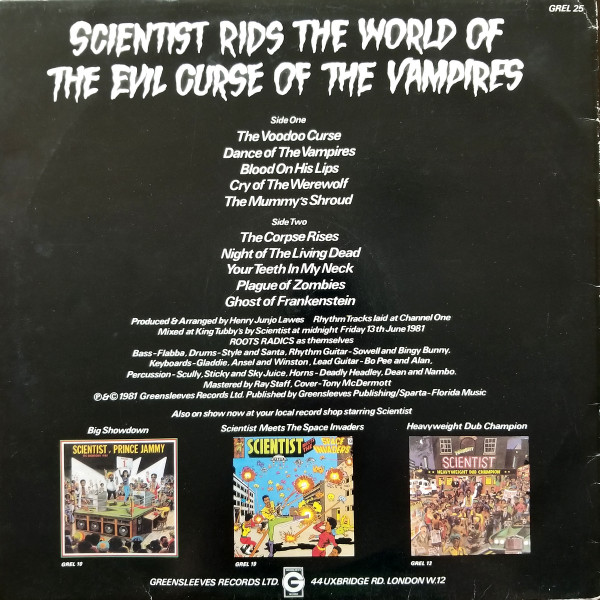 GREL 25
SCIENTIST RIDS THE WORLD OF
THE EVIL CURSE OF THE VAMPIRES
Side One
The Voodoo Curse
Dance of The Vampires
Blood On His Lips
Cry of The Werewolf
The Mummy's Shroud
Side Two
The Corpse Rises
Night of The Living Dead
Your Teeth In My Neck
Plague of Zombies
Ghost of Frankenstein
Produced & Arranged by Henry Junjo Lawes Rhythm Tracks laid at Channel One
Mixed at King Tubby's by Scientist at midnight Friday 13th June 1981
ROOTS RADICS as themselves
Bass-Flabba, Drums-Style and Santa, Rhythm Guitar-Sowell and Bingy Bunny,
Keyboards-Gladdie, Ansel and Winston, Lead Guitar-Bo Pee and Alan,
Percussion-Scully, Sticky and Sky Juice, Horns-Deadly Headley, Dean and Nambo.
Mastered by Ray Staff, Cover-Tony McDermott
℗&© 1981 Greensleeves Records Ltd. Published by Greensleeves Publishing/Sparta-Florida Music
Also on show now at your local record shop starring Scientist
Big Showdown
Scientist Meets The Space Invaders
Heavyweight Dub Champion
SCIENTIST v PRINCE JAMMY
SCIENTIST
SPACE
INVADERS
SCIENTIST
HEAVYWEIGHT DUB CHAMPION
GREL 10
GREL 19
GREL 13
GREENSLEEVES RECORDS LTD.
G
44 UXBRIDGE RD. LONDON W.12